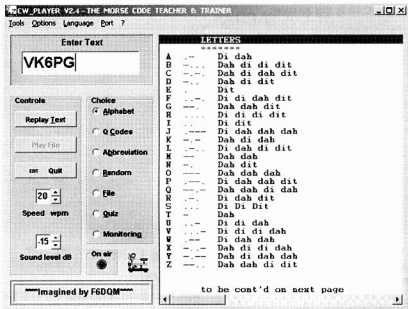 CW_PLAYER V2.4 - THE MORSE CODE TEACHER & TRAINER
Tools Options Language Port ?
Enter Text
VK6PG
Controls
Replay Text
Play File
EXIT Quit
20
Speed wpm
-15
Sound level dB
Choice
Alphabet
Q Codes
Abbreviation
Random
File
Quiz
Monitoring
On air
Imagined by F6DQM
LETTERS
=======
A .- Di dah
B -... Dah di di dit
C -.-. Dah di dah dit
D -.. Dah di dit
E . Dit
F ..-. Di di dah dit
G --. Dah dah dit
H .... Di di di dit
I .. Di dit
J .--- Di dah dah dah
K -.- Dah di dah
L .-.. Di dah di dit
M -- Dah dah
N -. Dah dit
O --- Dah dah dah
P .--. Di dah dah dit
Q --.- Dah dah di dah
R .-. Di dah dit
S ... Di Di Dit
T - Dah
U ..- Di di dah
V ...- Di di di dah
W .-- Di dah dah
X -..- Dah di di dah
Y -.-- Dah di dah dah
Z --.. Dah dah di dit
to be cont'd on next page